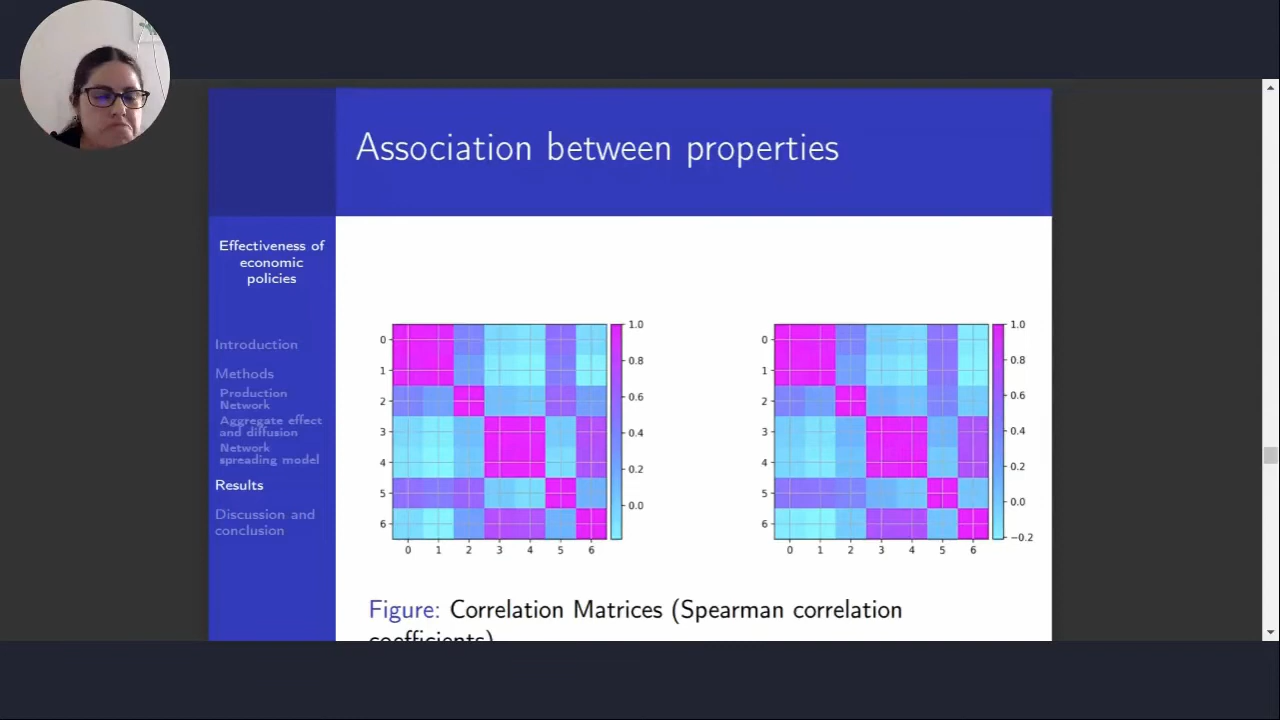 Association between properties
Effectiveness of
economic
policies
Introduction
Methods
Production
Network
Aggregate effect
and diffusion
Network
spreading model
Results
Discussion and
conclusion
0
1
2
3
4
5
6
0 1 2 3 4 5 6
1.0
0.8
0.6
0.4
0.2
0.0
0
1
2
3
4
5
6
0 1 2 3 4 5 6
1.0
0.8
0.6
0.4
0.2
0.0
−0.2
Figure: Correlation Matrices (Spearman correlation
coefficients)